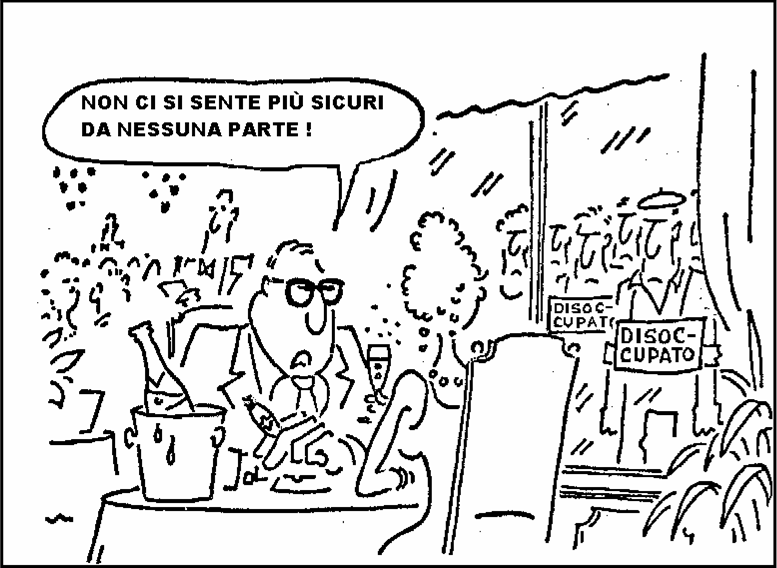 NON CI SI SENTE PIÙ SICURI
DA NESSUNA PARTE !
DISOC-
CUPATO
DISOC-
CUPATO